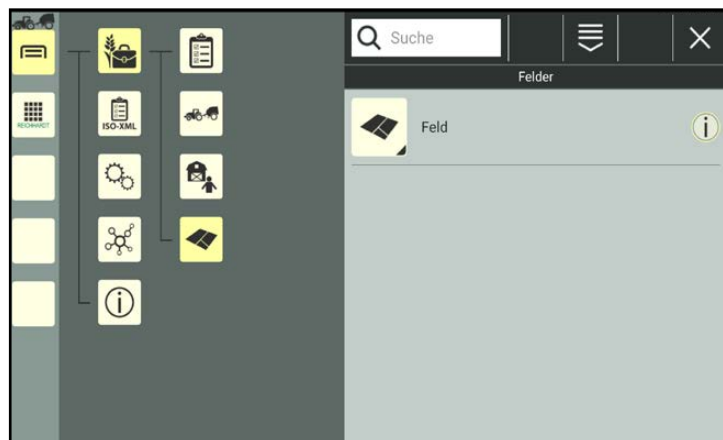 Suche
Felder
REICHHARDT
ISO-XML
Feld